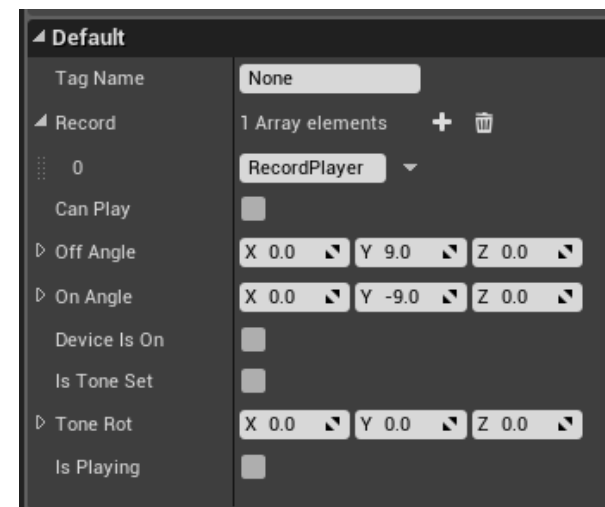 Default
Tag Name None
Record 1 Array elements
0 RecordPlayer
Can Play
Off Angle X 0.0 Y 9.0 Z 0.0
On Angle X 0.0 Y -9.0 Z 0.0
Device Is On
Is Tone Set
Tone Rot X 0.0 Y 0.0 Z 0.0
Is Playing